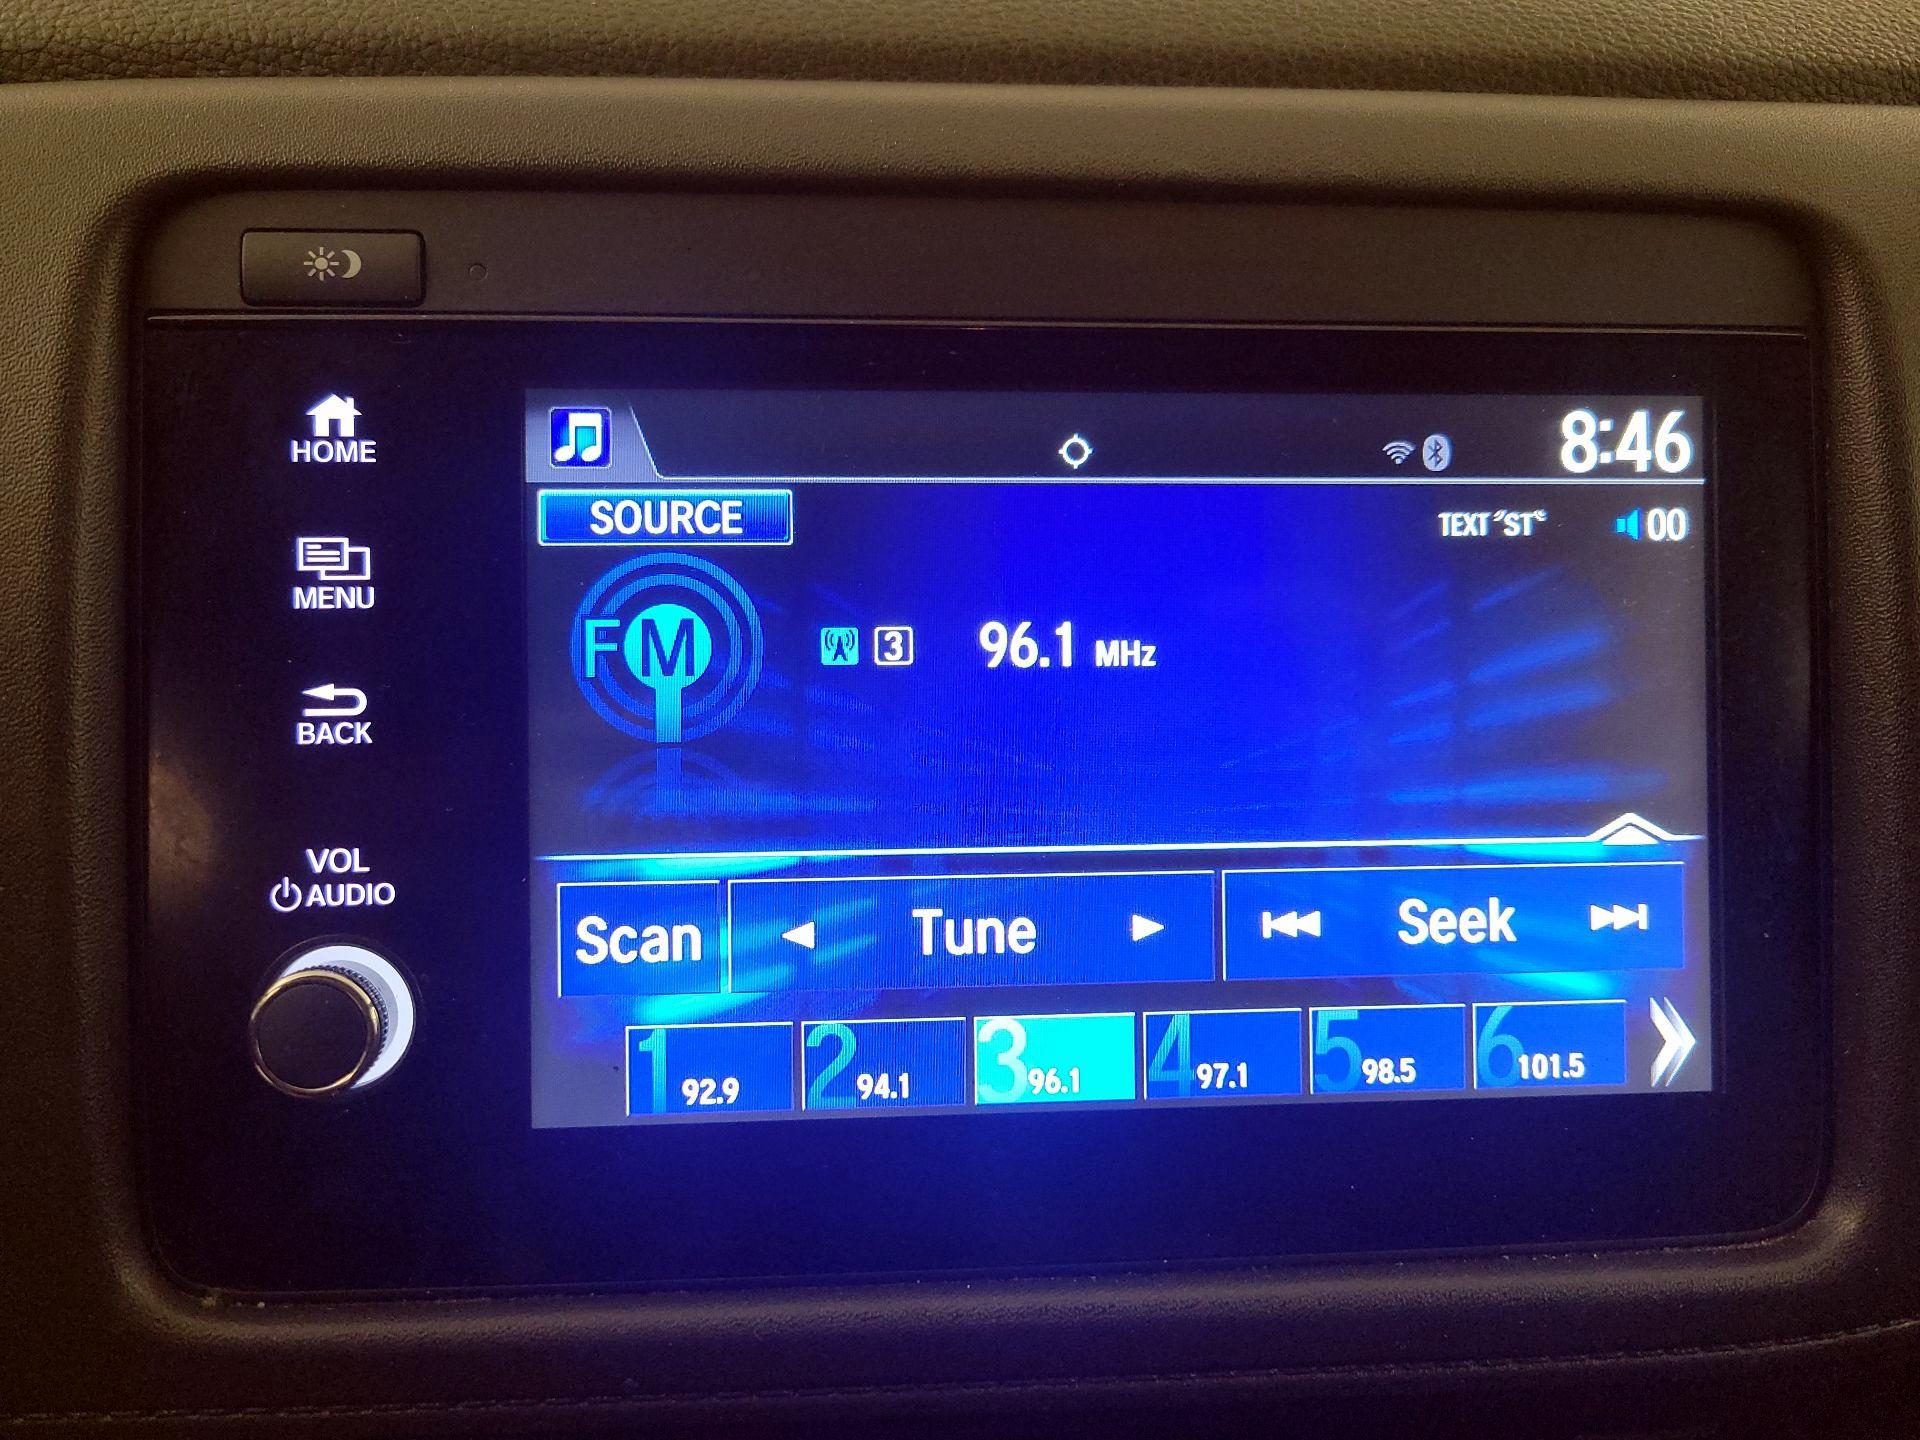 HOME
MENU
BACK
VOL
AUDIO
8:46
SOURCE
TEXT "ST"
00
FM
3
96.1 MHz
Scan
Tune
Seek
1 92.9
2 94.1
3 96.1
4 97.1
5 98.5
6 101.5